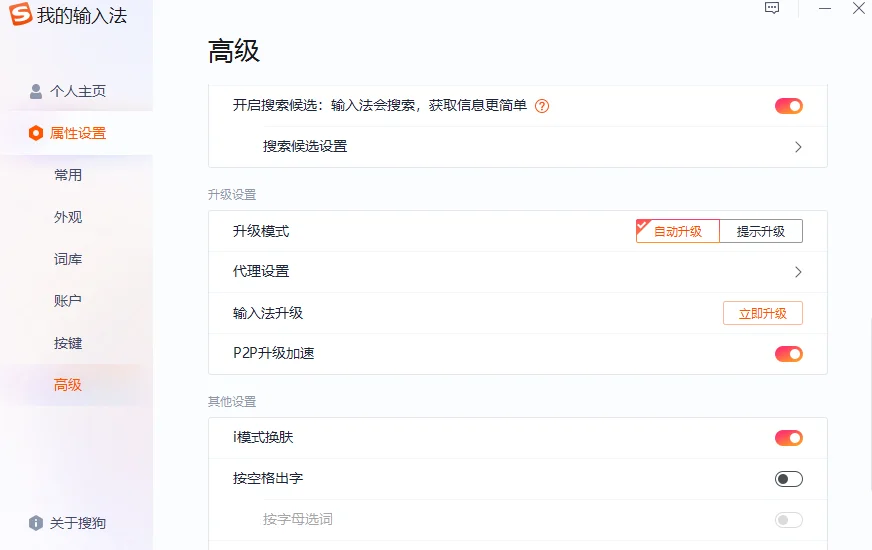 我的输入法
个人主页
属性设置
常用
外观
词库
账户
按键
高级
关于搜狗
高级
开启搜索候选：输入法会搜索，获取信息更简单 ?
搜索候选设置
升级设置
升级模式 自动升级 提示升级
代理设置
输入法升级 立即升级
P2P升级加速
其他设置
i模式换肤
按空格出字
按字母选词